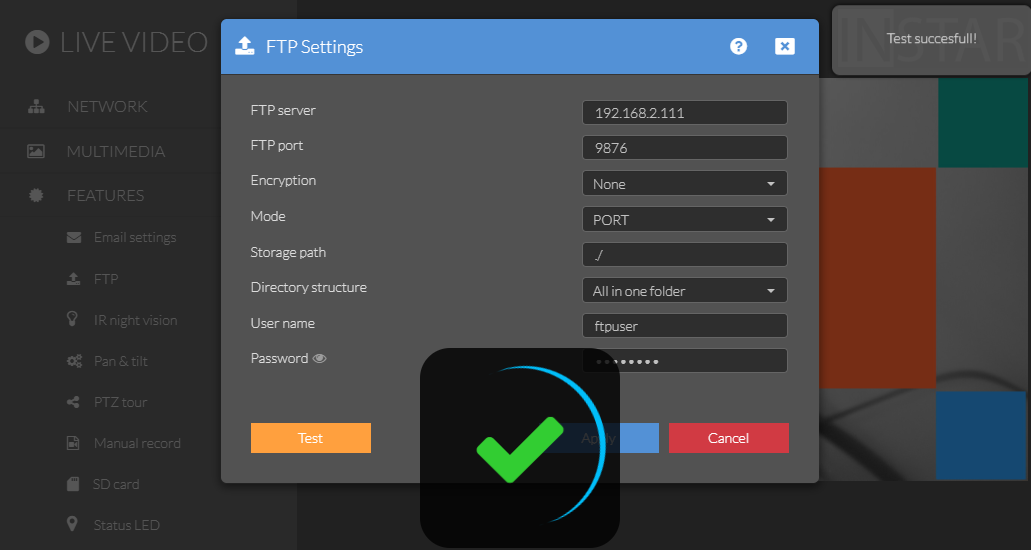 LIVE VIDEO
NETWORK
MULTIMEDIA
FEATURES
Email settings
FTP
IR night vision
Pan & tilt
PTZ tour
Manual record
SD card
Status LED
FTP Settings
FTP server 192.168.2.111
FTP port 9876
Encryption None
Mode PORT
Storage path ./
Directory structure All in one folder
User name ftpuser
Password ••••••••
Test Apply Cancel
INSTAR
Test succesfull!